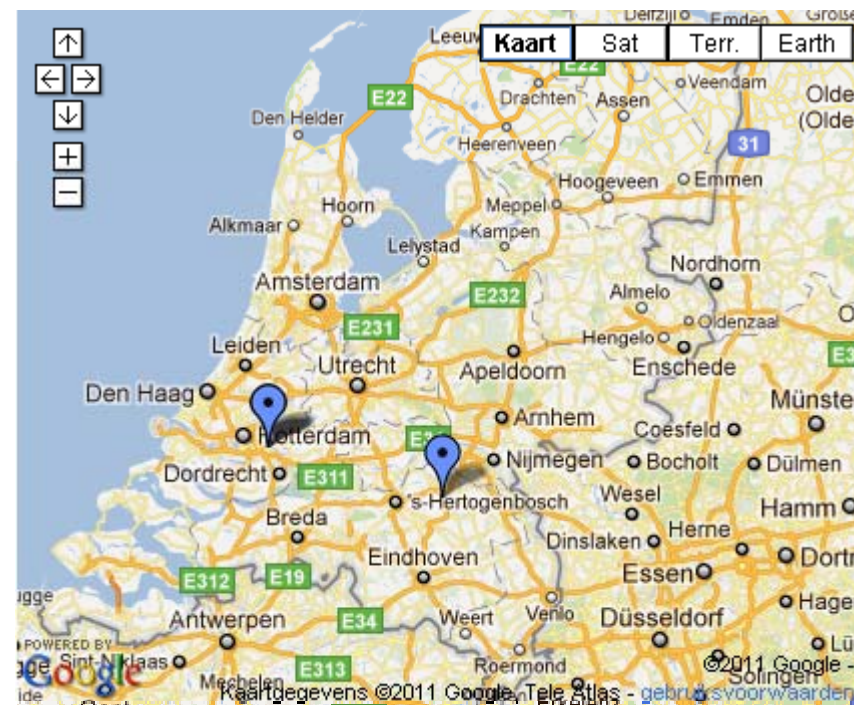 Delfzijl Emden
Leeuw Kaart Sat Terr. Earth
E22
E22 Drachten Assen Veendam
Olde
(Olde
Den Helder
Heerenveen 31
Hoogeveen Emmen
Meppel
Hoorn
Alkmaar
Kampen
Lelystad
Nordhorn
Amsterdam
E232 Almelo
E231 Oldenzaal
Hengelo
Leiden
Utrecht
Apeldoorn Enschede
Den Haag
Münste
Arnhem
Rotterdam
Coesfeld
Nijmegen Bocholt Dülmen
Dordrecht E311
Wesel
's-Hertogenbosch
Hamm
Breda
Herne
Dinslaken
Eindhoven
Essen Dortm
E312 E19
Hage
ugge
Antwerpen E34 Weert Venlo Düsseldorf
POWERED BY
Google
Sint-Niklaas
Roermond
Lü
©2011 Google -
Solingen
E313
Mechelen
Kaartdegevens ©2011 Google, Tele Atlas - gebruiksvoorwaarden